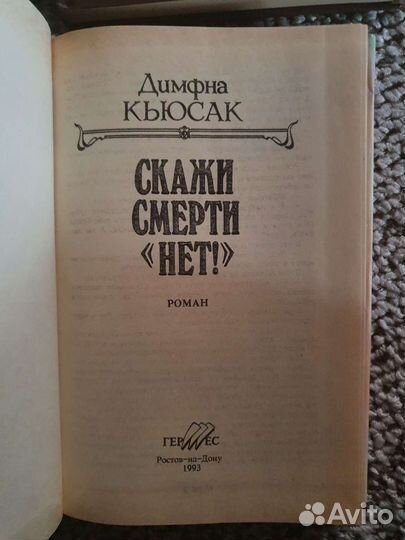 Димфна
КЬЮСАК
СКАЖИ
СМЕРТИ
«НЕТ!»
РОМАН
ГЕРМЕС
Ростов-на-Дону
1993
Avito